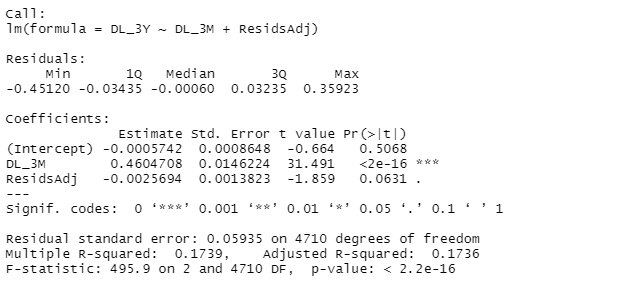 Call:
lm(formula = DL_3Y ~ DL_3M + ResidsAdj)
Residuals:
Min 1Q Median 3Q Max
-0.45120 -0.03435 -0.00060 0.03235 0.35923
Coefficients:
Estimate Std. Error t value Pr(>|t|)
(Intercept) -0.0005742 0.0008648 -0.664 0.5068
DL_3M 0.4604708 0.0146224 31.491 <2e-16 ***
ResidsAdj -0.0025694 0.0013823 -1.859 0.0631 .
---
Signif. codes: 0 ‘***’ 0.001 ‘**’ 0.01 ‘*’ 0.05 ‘.’ 0.1 ‘ ’ 1
Residual standard error: 0.05935 on 4710 degrees of freedom
Multiple R-squared: 0.1739, Adjusted R-squared: 0.1736
F-statistic: 495.9 on 2 and 4710 DF, p-value: < 2.2e-16